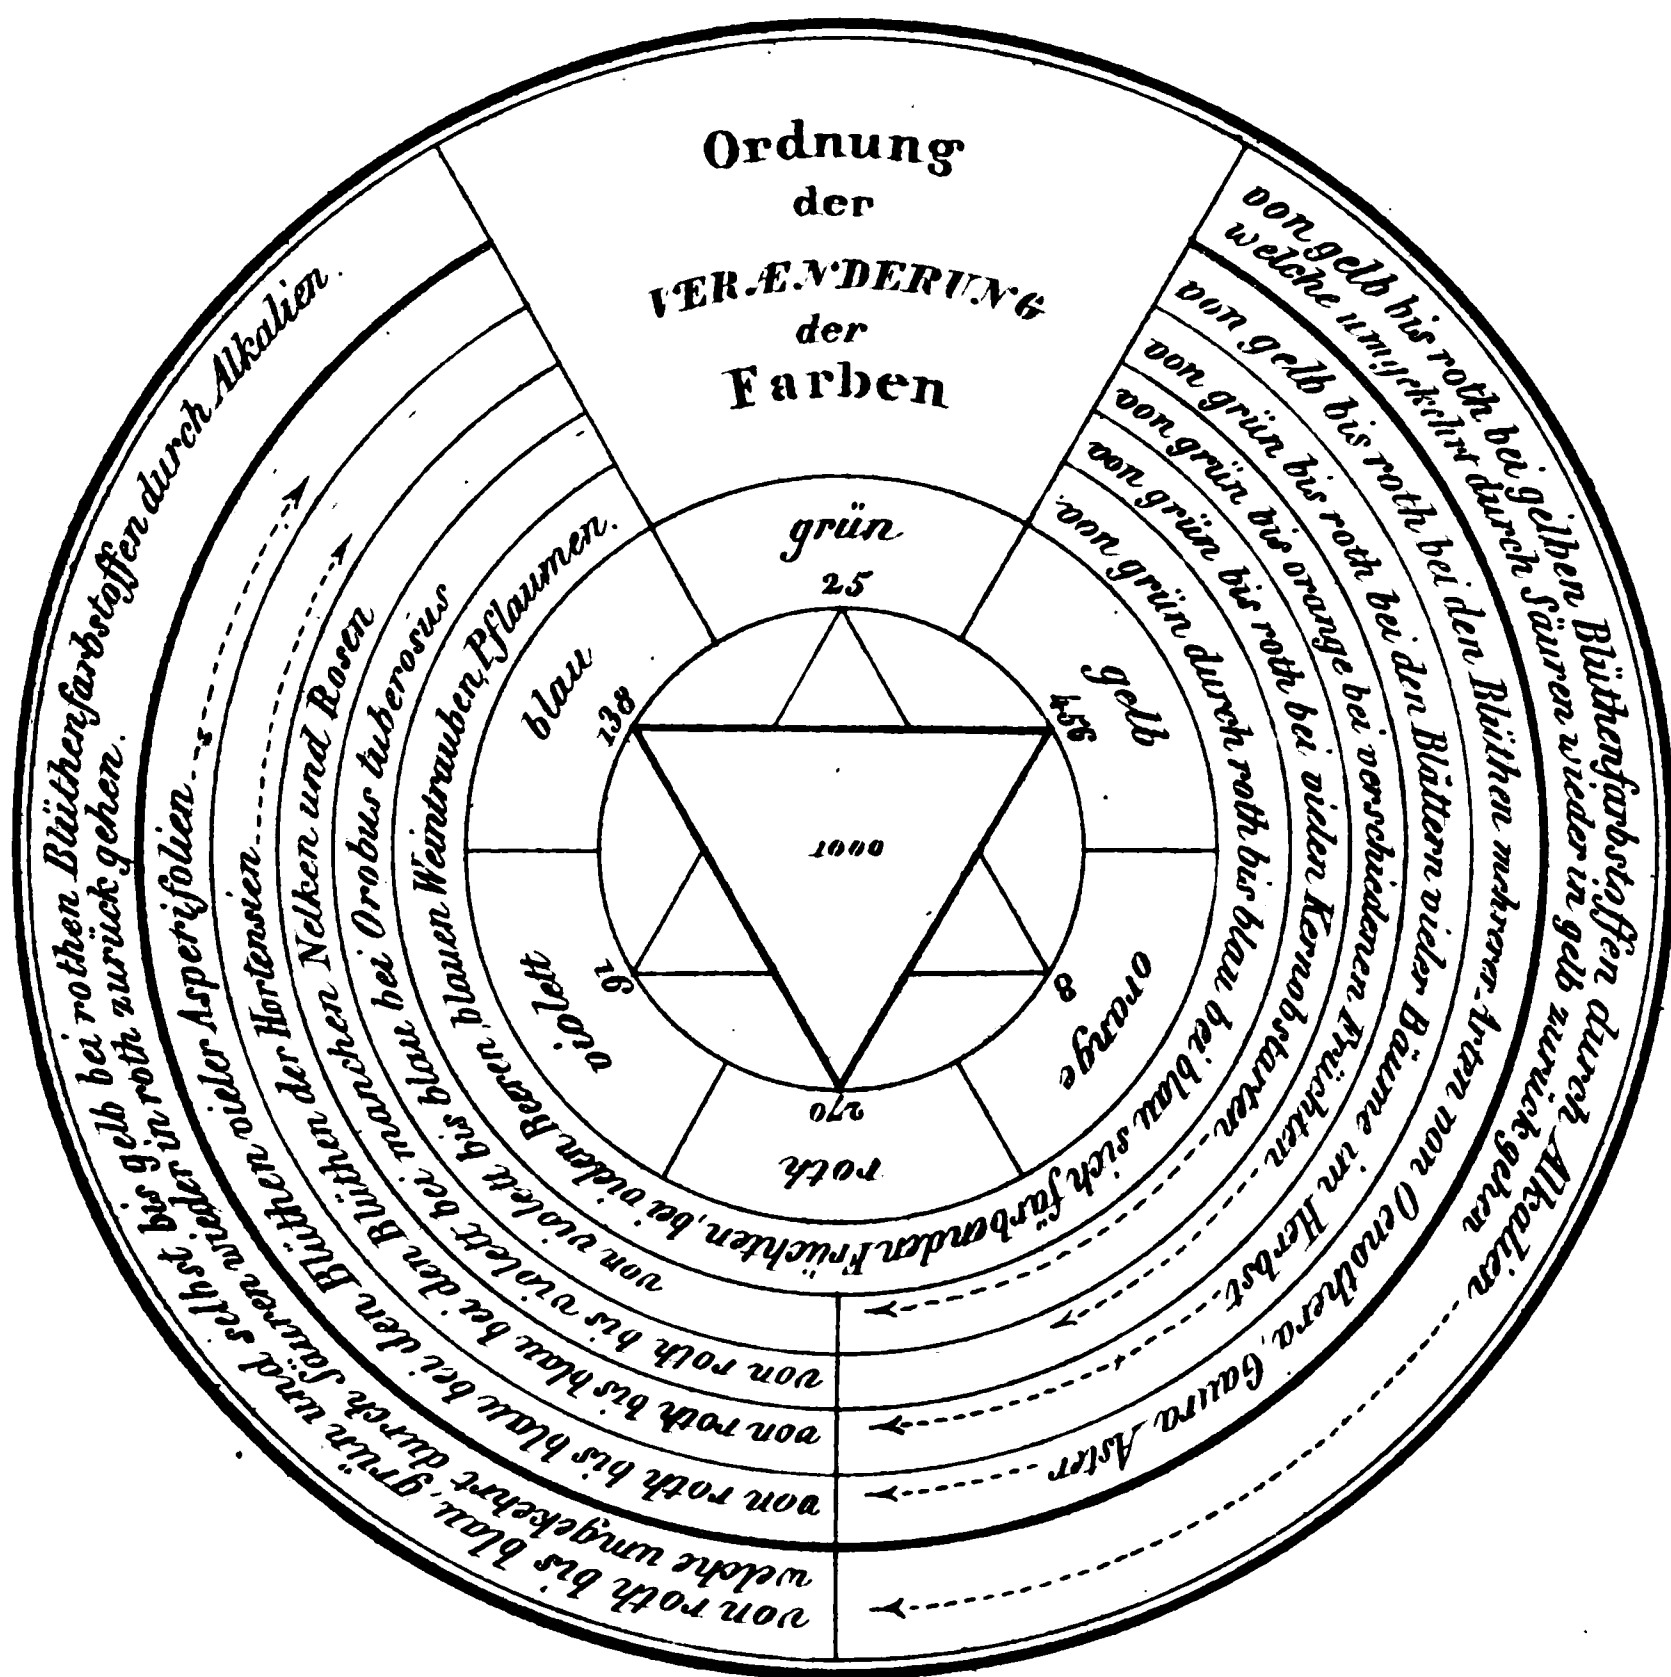 Ordnung
der
VERÆNDERUNG
der
Farben
grün
25
gelb
456
orange
8
roth
270
violett
91
blau
138
1000
von gelb bis roth bei gelben Blüthenfarbstoffen durch Alkalien
welche umgekehrt durch Säuren wieder in gelb zurück gehen
von gelb bis roth bei den Blüthen mehrerer Arten von Oenothera, Gaura Aster
von grün bis roth bei den Blättern vieler Bäume im Herbst
von grün bis orange bei verschiedenen Früchten
von grün bis roth bei vielen Kernobstarten
von grün durch roth bis blau bei blau sich färbenden Früchten, bei vielen Beeren, blauen Weintrauben, Pflaumen.
von violett bis blau bei Orobus tuberosus
von roth bis violett bei manchen Nelken und Rosen
von roth bis blau bei den Blüthen der Hortensien
von roth bis blau bei den Blüthen vieler Asperifolien
von roth bis blau, grün und selbst bis gelb bei rothen Blüthenfarbstoffen durch Alkalien.
welche umgekehrt durch Säuren wieder in roth zurück gehen.